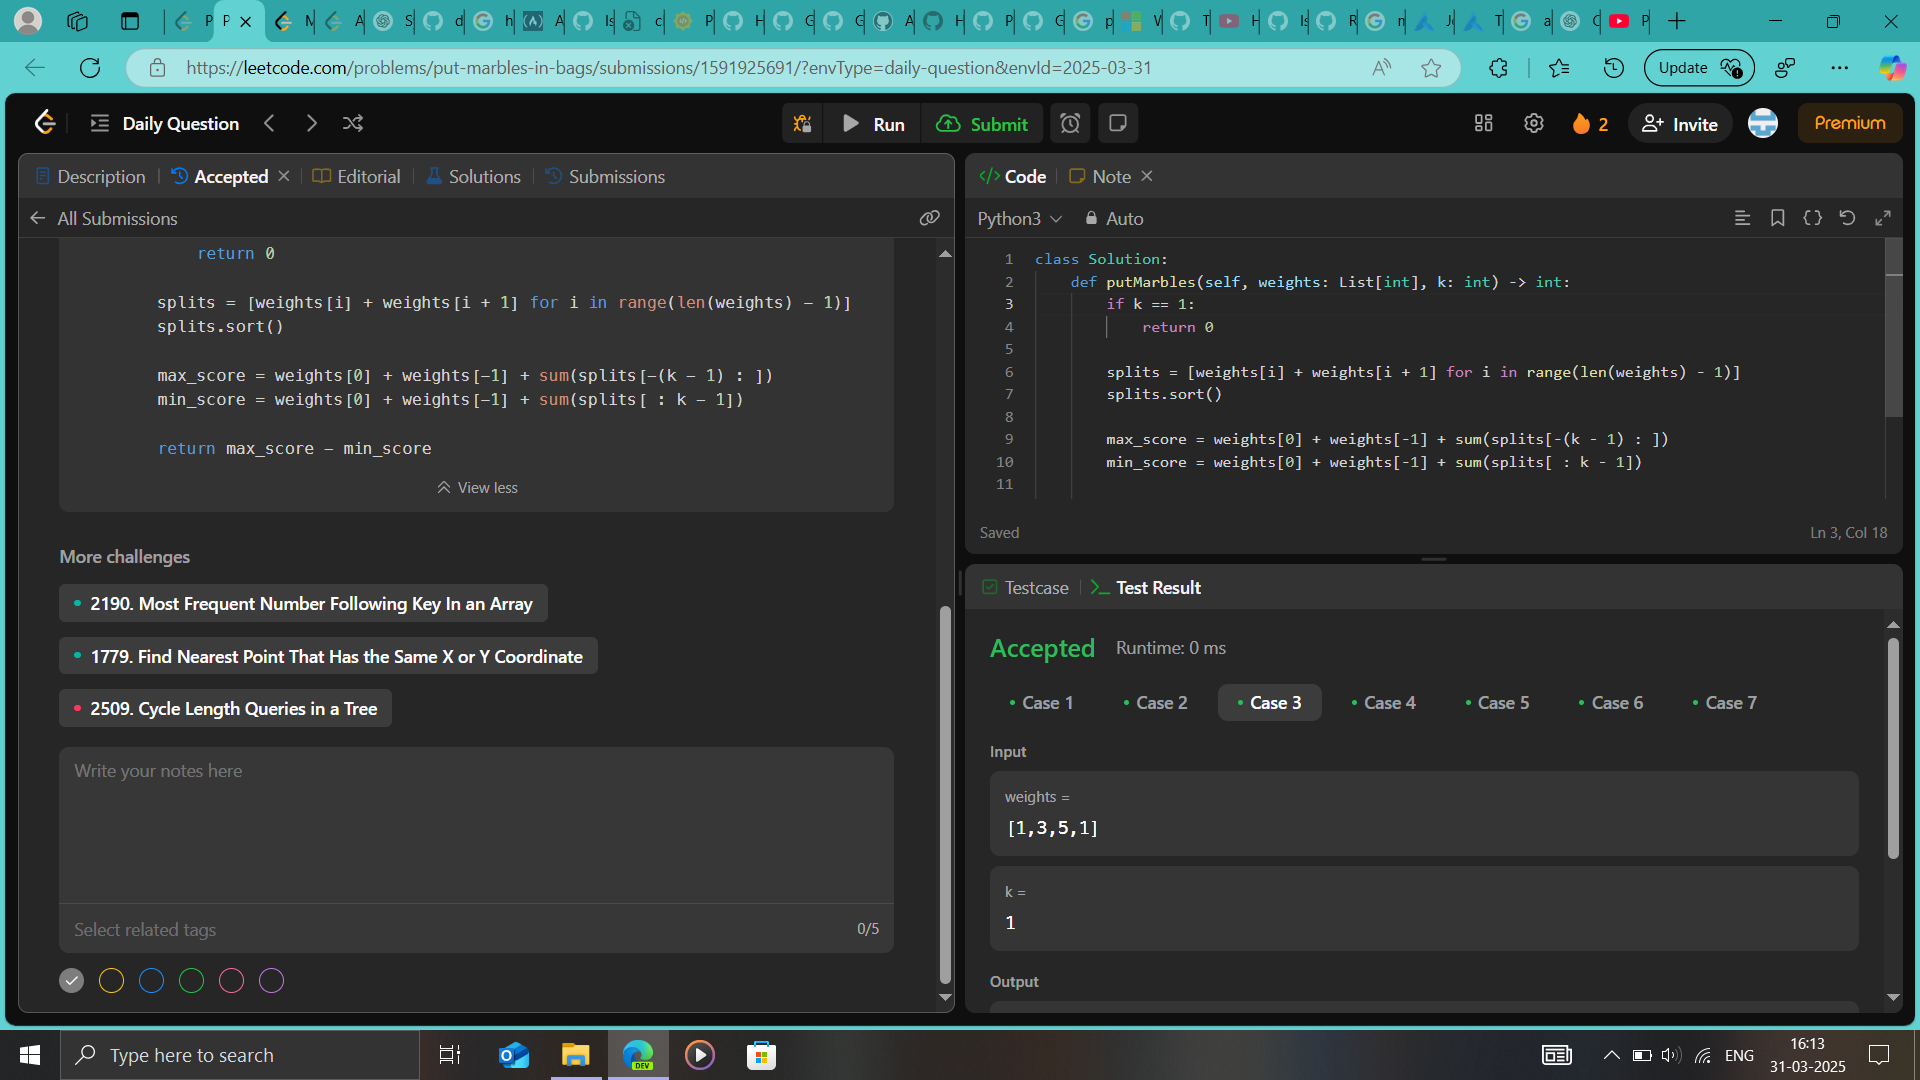 https://leetcode.com/problems/put-marbles-in-bags/submissions/1591925691/?envType=daily-question&envId=2025-03-31
Update
Daily Question
Run
Submit
2
Invite
Premium
Description
Accepted
Editorial
Solutions
Submissions
All Submissions
return 0
splits = [weights[i] + weights[i + 1] for i in range(len(weights) - 1)]
splits.sort()
max_score = weights[0] + weights[-1] + sum(splits[-(k - 1) : ])
min_score = weights[0] + weights[-1] + sum(splits[ : k - 1])
return max_score - min_score
View less
More challenges
2190. Most Frequent Number Following Key In an Array
1779. Find Nearest Point That Has the Same X or Y Coordinate
2509. Cycle Length Queries in a Tree
Write your notes here
Select related tags
0/5
Code
Note
Python3
Auto
1 class Solution:
2 def putMarbles(self, weights: List[int], k: int) -> int:
3 if k == 1:
4 return 0
5
6 splits = [weights[i] + weights[i + 1] for i in range(len(weights) - 1)]
7 splits.sort()
8
9 max_score = weights[0] + weights[-1] + sum(splits[-(k - 1) : ])
10 min_score = weights[0] + weights[-1] + sum(splits[ : k - 1])
11
Saved
Ln 3, Col 18
Testcase
Test Result
Accepted
Runtime: 0 ms
Case 1
Case 2
Case 3
Case 4
Case 5
Case 6
Case 7
Input
weights =
[1,3,5,1]
k =
1
Output
Type here to search
DEV
ENG
16:13
31-03-2025